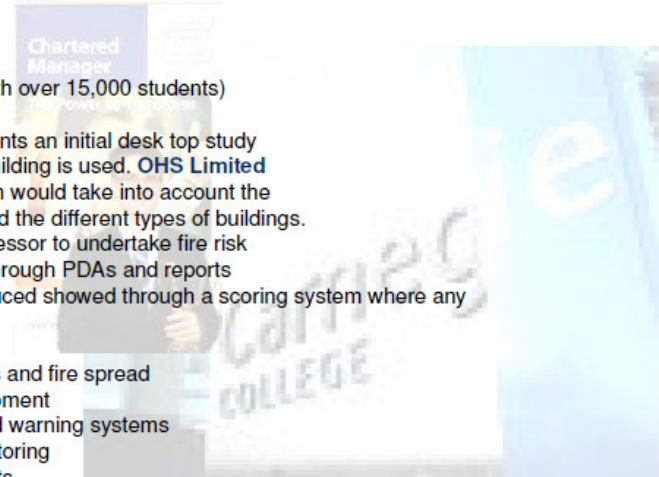 Chartered
Manager
th over 15,000 students)
nts an initial desk top study
ilding is used. OHS Limited
would take into account the
d the different types of buildings.
essor to undertake fire risk
rough PDAs and reports
uced showed through a scoring system where any
and fire spread
pment
warning systems
toring
Carneg
COLLEGE
e